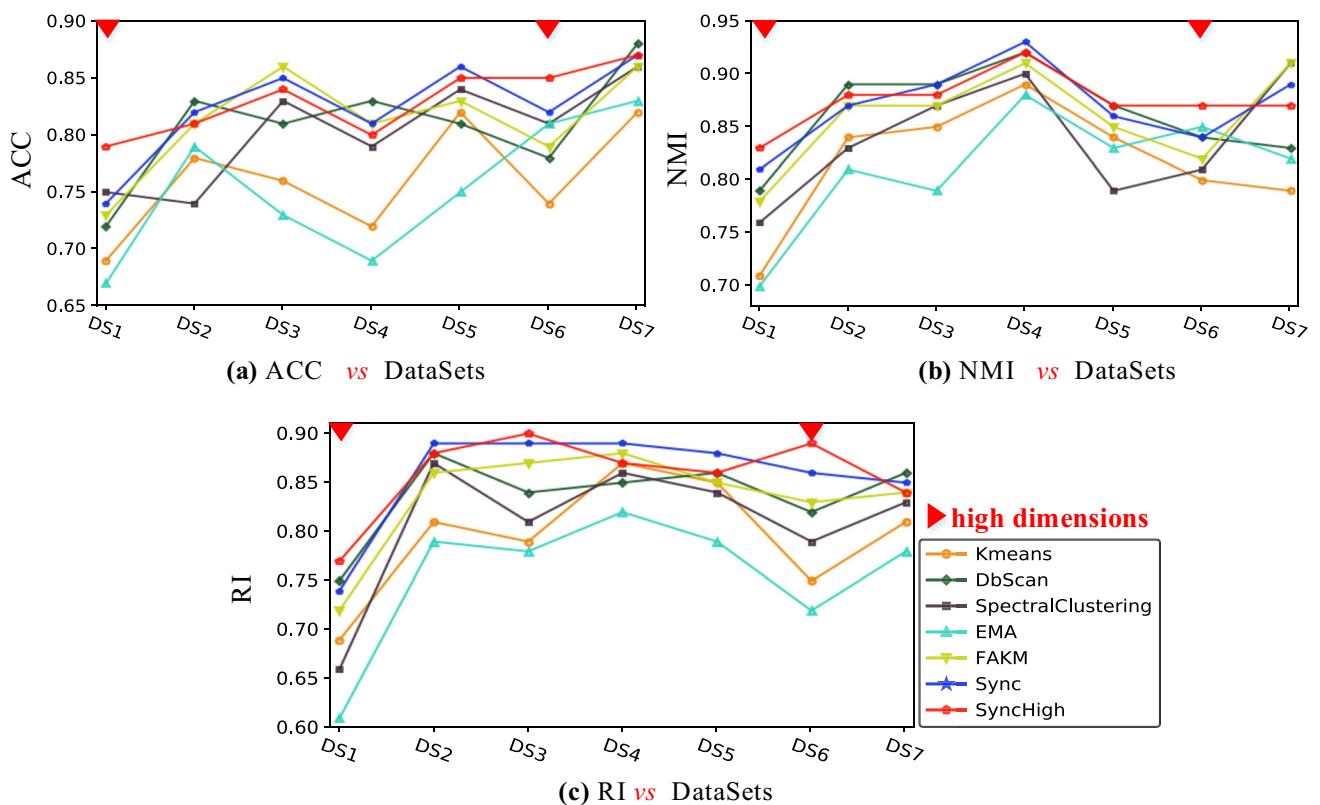 0.90
0.85
0.80
0.75
0.70
0.65
ACC
DS1 DS2 DS3 DS4 DS5 DS6 DS7
(a) ACC vs DataSets
0.95
0.90
0.85
0.80
0.75
0.70
NMI
DS1 DS2 DS3 DS4 DS5 DS6 DS7
(b) NMI vs DataSets
0.90
0.85
0.80
0.75
0.70
0.65
0.60
RI
DS1 DS2 DS3 DS4 DS5 DS6 DS7
(c) RI vs DataSets
high dimensions
Kmeans
DbScan
SpectralClustering
EMA
FAKM
Sync
SyncHigh